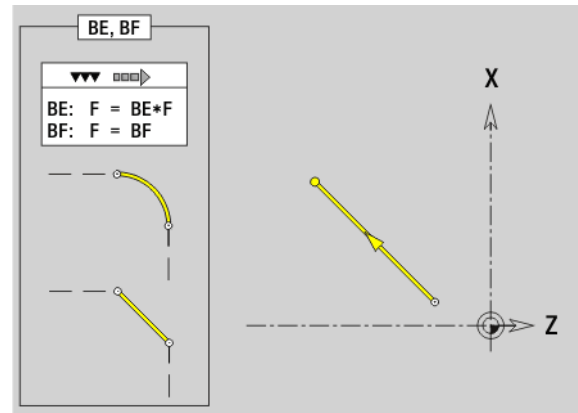 BE, BF
BE: F = BE*F
BF: F = BF
X
Z